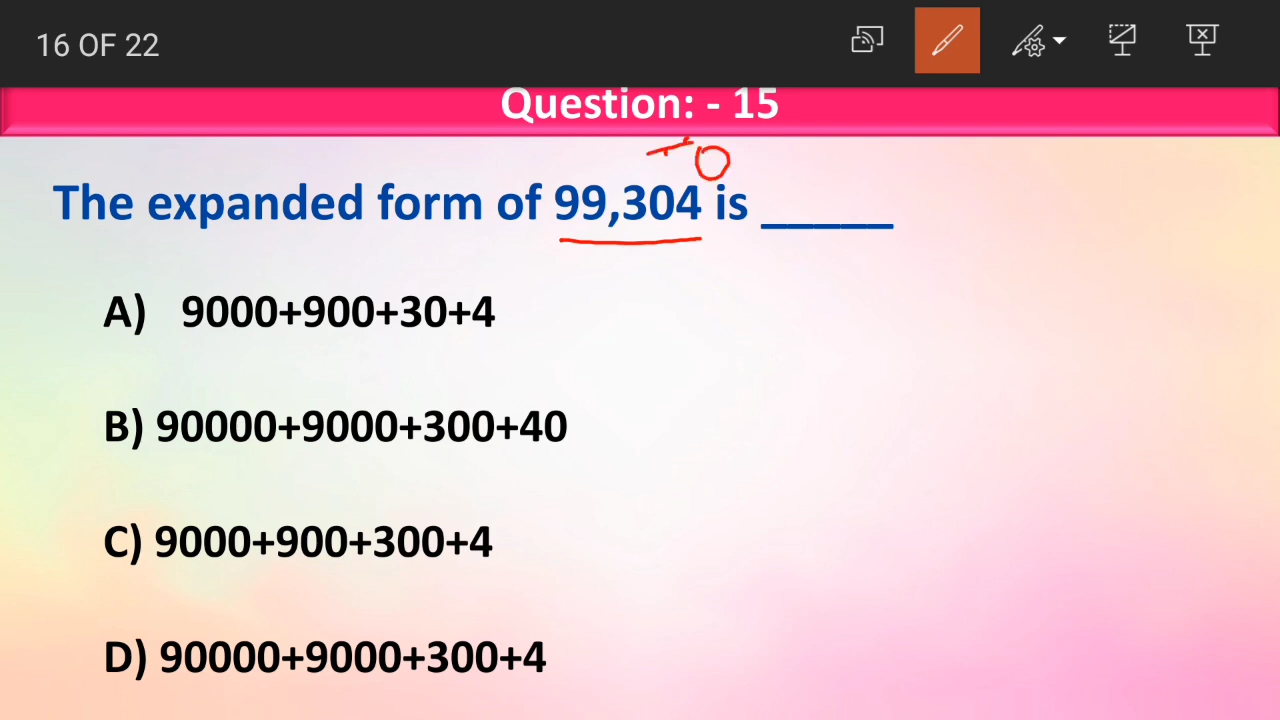 16 OF 22
Question: - 15
T O
The expanded form of 99,304 is _____
A) 9000+900+30+4
B) 90000+9000+300+40
C) 9000+900+300+4
D) 90000+9000+300+4